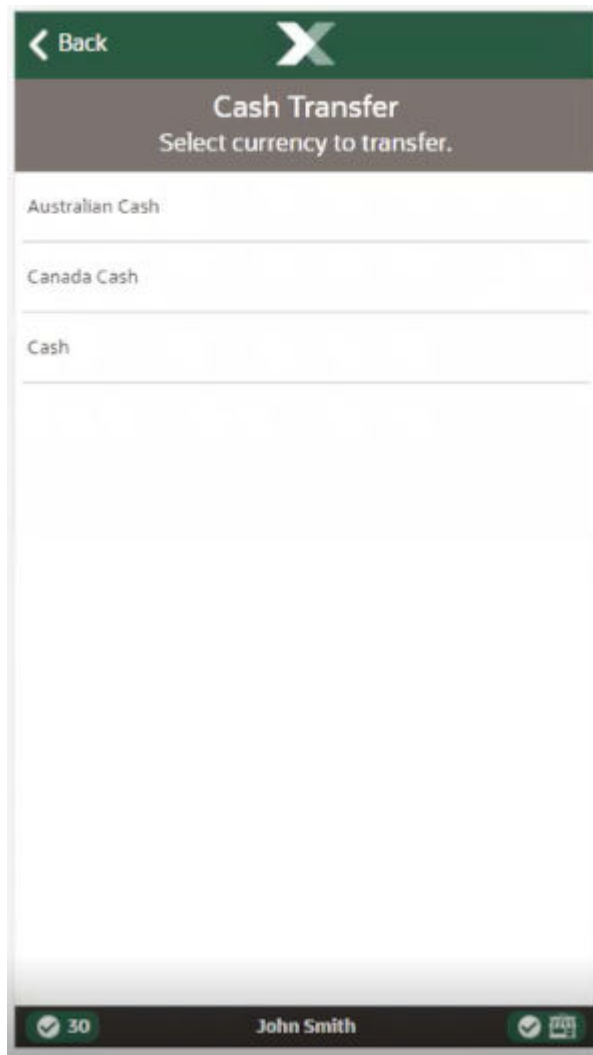 Back
Cash Transfer
Select currency to transfer.
Australian Cash
Canada Cash
Cash
30 John Smith